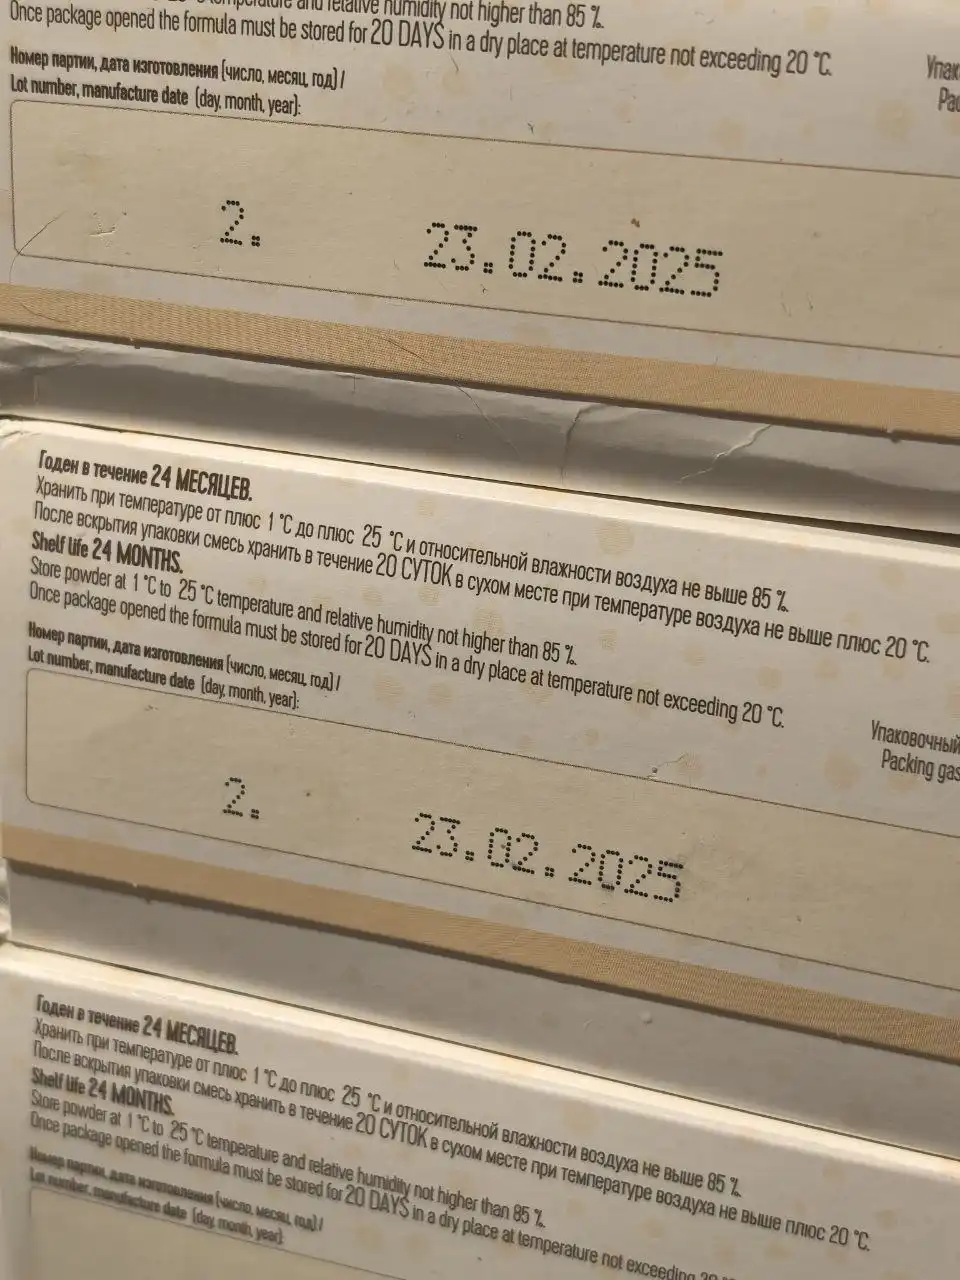 temperature and relative humidity not higher than 85 %.
Once package opened the formula must be stored for 20 DAYS in a dry place at temperature not exceeding 20 °C.
Номер партии, дата изготовления (число, месяц, год) /
Lot number, manufacture date (day, month, year):
2. 23.02.2025
Годен в течение 24 МЕСЯЦЕВ.
Хранить при температуре от плюс 1 °C до плюс 25 °C и относительной влажности воздуха не выше 85 %.
После вскрытия упаковки смесь хранить в течение 20 СУТОК в сухом месте при температуре воздуха не выше плюс 20 °C.
Shelf life 24 MONTHS.
Store powder at 1 °C to 25 °C temperature and relative humidity not higher than 85 %.
Once package opened the formula must be stored for 20 DAYS in a dry place at temperature not exceeding 20 °C.
Номер партии, дата изготовления (число, месяц, год) /
Lot number, manufacture date (day, month, year):
Упаковочный
Packing gas
2. 23.02.2025
Годен в течение 24 МЕСЯЦЕВ.
Хранить при температуре от плюс 1 °C до плюс 25 °C и относительной влажности воздуха не выше 85 %.
После вскрытия упаковки смесь хранить в течение 20 СУТОК в сухом месте при температуре воздуха не выше плюс 20 °C.
Shelf life 24 MONTHS.
Store powder at 1 °C to 25 °C temperature and relative humidity not higher than 85 %.
Once package opened the formula must be stored for 20 DAYS in a dry place at temperature not exceeding
Номер партии, дата изготовления (число, месяц, год) /
Lot number, manufacture date (day, month, year):